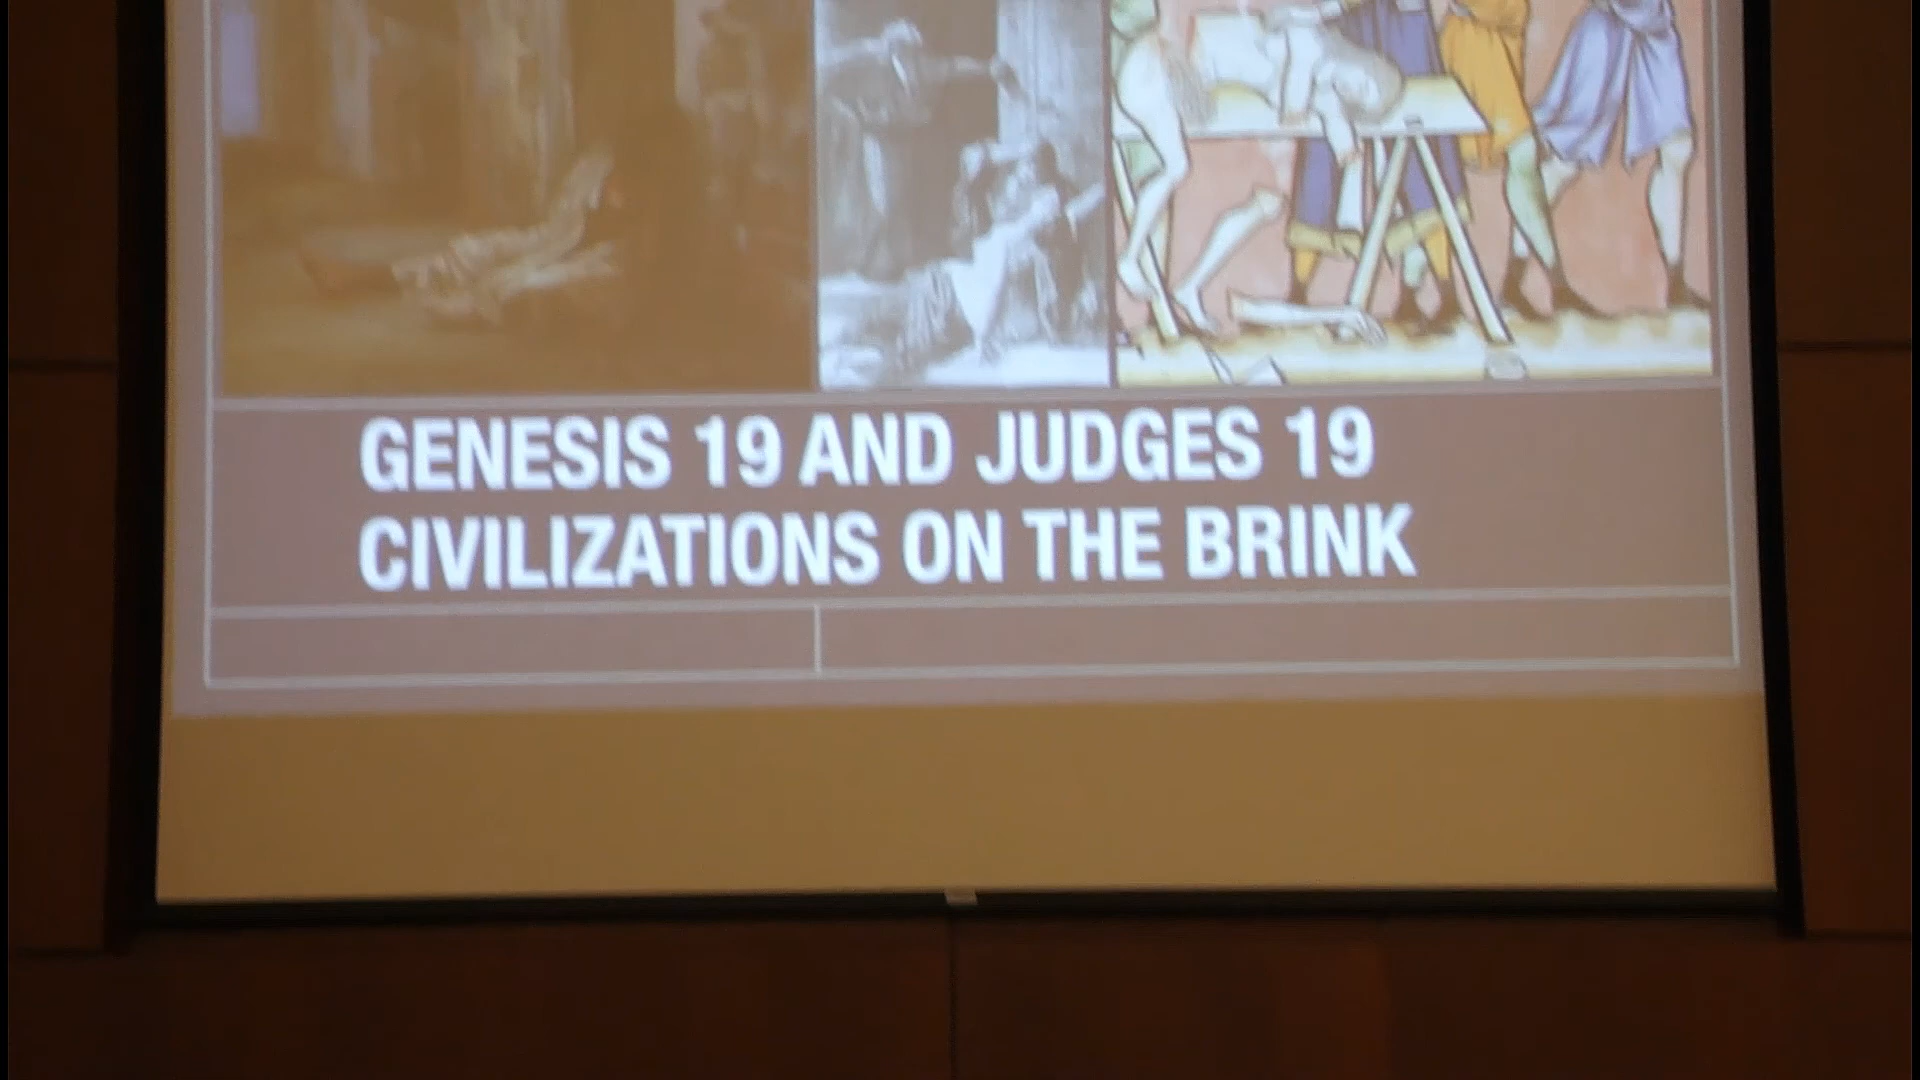 GENESIS 19 AND JUDGES 19
CIVILIZATIONS ON THE BRINK